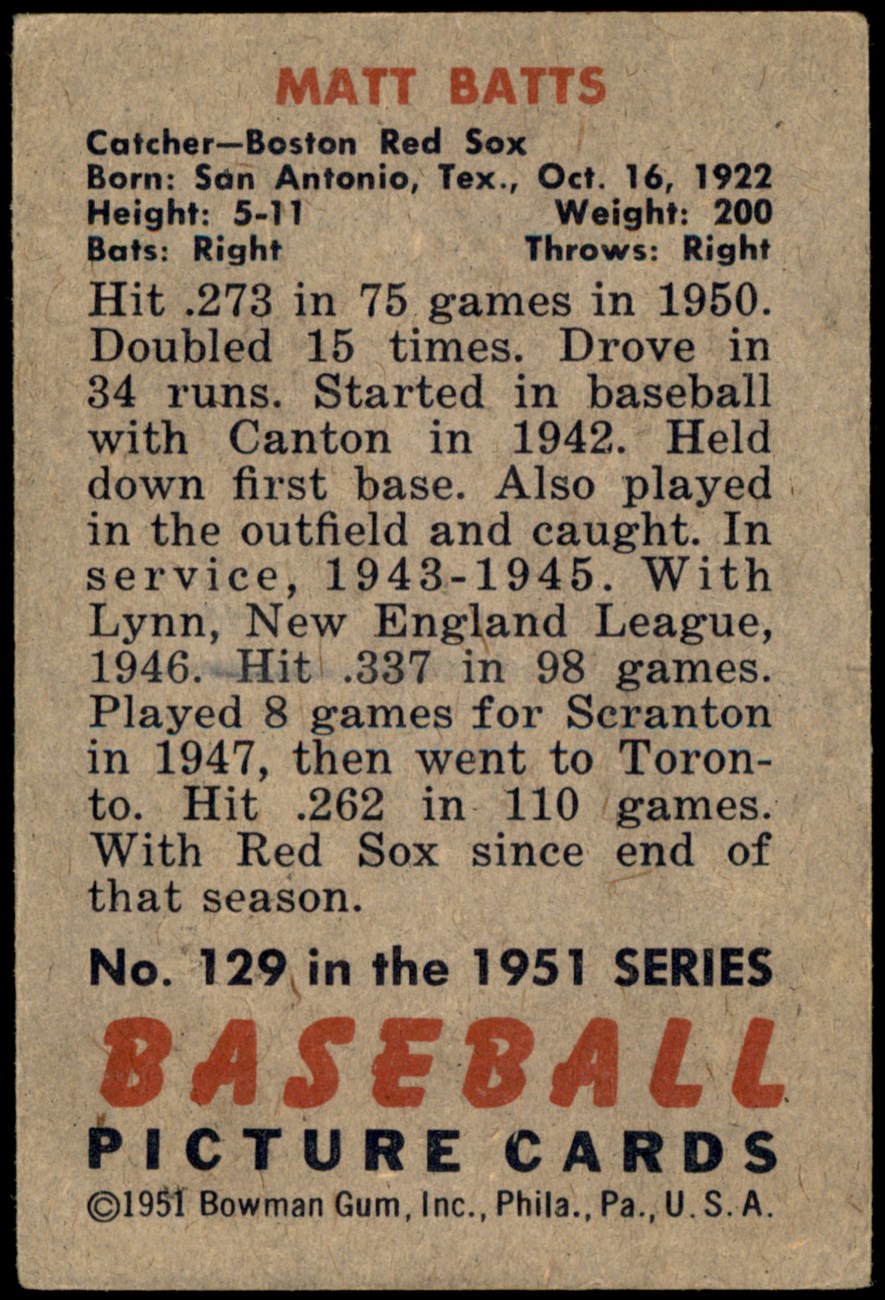 MATT BATTS
Catcher—Boston Red Sox
Born: San Antonio, Tex., Oct. 16, 1922
Height: 5-11 Weight: 200
Bats: Right Throws: Right
Hit .273 in 75 games in 1950.
Doubled 15 times. Drove in
34 runs. Started in baseball
with Canton in 1942. Held
down first base. Also played
in the outfield and caught. In
service, 1943-1945. With
Lynn, New England League,
1946. Hit .337 in 98 games.
Played 8 games for Scranton
in 1947, then went to Toron-
to. Hit .262 in 110 games.
With Red Sox since end of
that season.
No. 129 in the 1951 SERIES
BASEBALL
PICTURE CARDS
©1951 Bowman Gum, Inc., Phila., Pa., U.S.A.